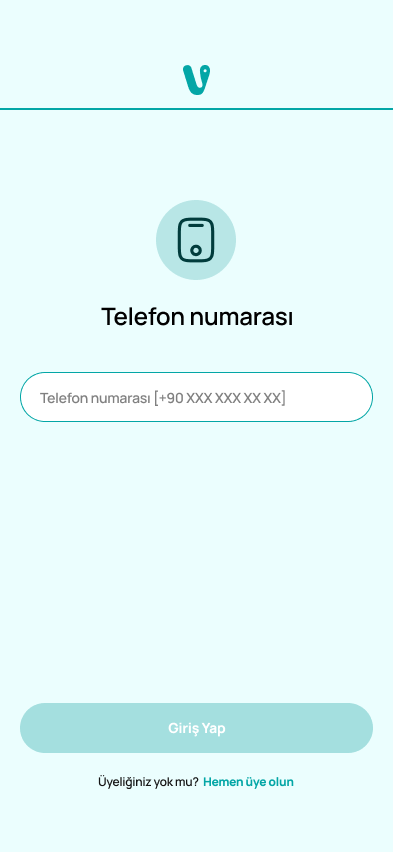 Telefon numarası
Telefon numarası [+90 XXX XXX XX XX]
Giriş Yap
Üyeliğiniz yok mu? Hemen üye olun